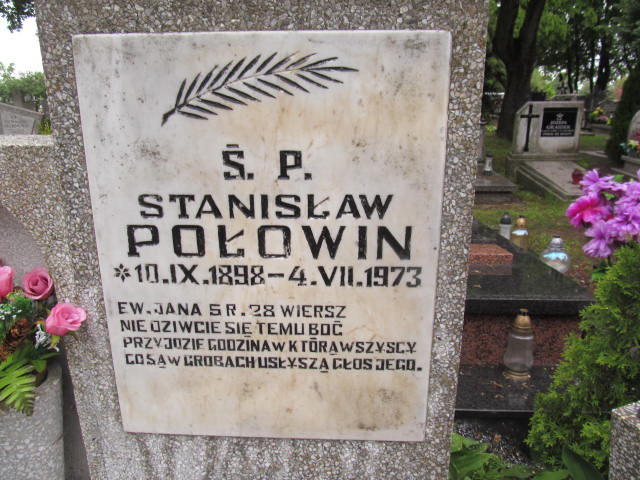 Ś. P.
STANISŁAW
POŁOWIN
*10.IX.1898-4.VII.1973
EW. JANA 5 R. 28 WIERSZ
NIE DZIWCIE SIĘ TEMU BOĆ
PRZYJDZIE GODZINA W KTÓRĄ WSZYSCY
CO SĄ W GROBACH USŁYSZĄ GŁOS JEGO.